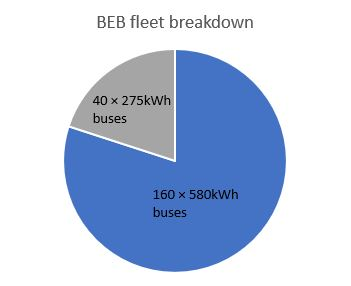 BEB fleet breakdown
40 × 275kWh
buses
160 × 580kWh
buses